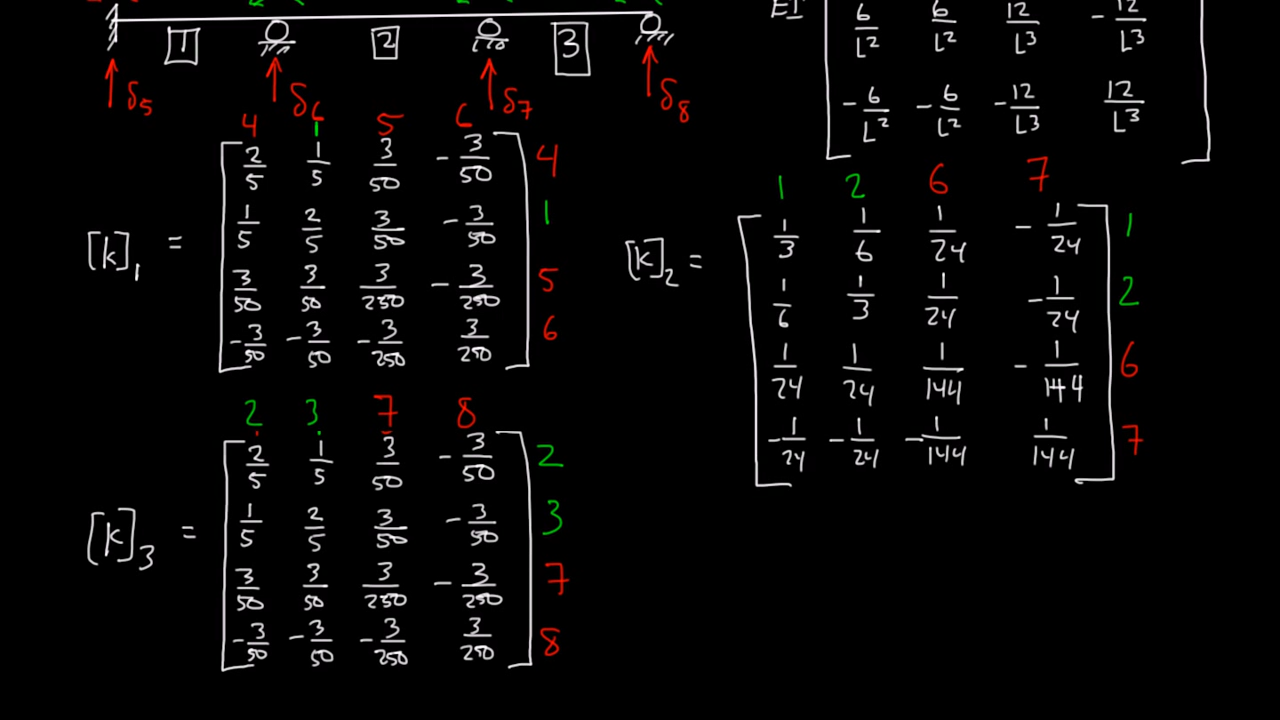 EI
6/L² 6/L² 12/L³ -12/L³
-6/L² -6/L² -12/L³ 12/L³
1 2 3
δ5 δ6 δ7 δ8
4 1 5 6
2/5 1/5 3/50 -3/50 4
1/5 2/5 3/50 -3/50 1
[k]₁ =
3/50 3/50 3/250 -3/250 5
-3/50 -3/50 -3/250 3/250 6
1 2 6 7
1/3 1/6 1/24 -1/24 1
[k]₂ =
1/6 1/3 1/24 -1/24 2
1/24 1/24 1/144 -1/144 6
-1/24 -1/24 -1/144 1/144 7
2 3 7 8
2/5 1/5 3/50 -3/50 2
1/5 2/5 3/50 -3/50 3
[k]₃ =
3/50 3/50 3/250 -3/250 7
-3/50 -3/50 -3/250 3/250 8